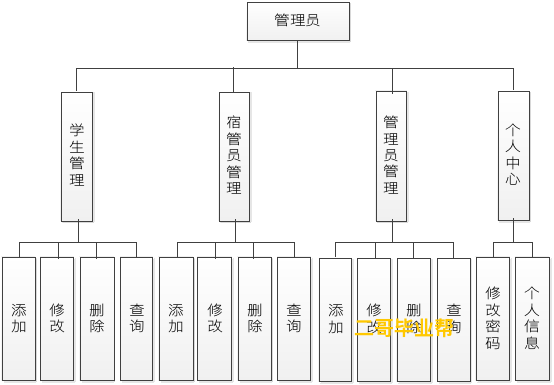 管理员
学生管理
宿管员管理
管理员管理
个人中心
添加
修改
删除
查询
添加
修改
删除
查询
添加
修改
删除
查询
修改密码
个人信息
二哥毕业帮